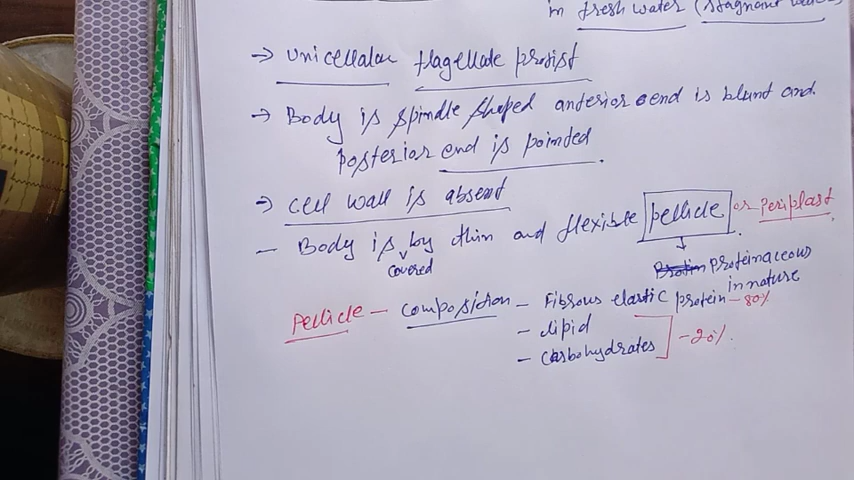 in fresh water (stagnant water)
→ unicellular flagellate protist
→ Body is spindle shaped anterior end is blunt and
posterior end is pointed.
→ cell wall is absent
- Body is covered by thin and flexible pellicle or periplast.
↓
proteinaceous
in nature
Pellicle - composition - Fibrous elastic protein - 80%
- lipid
- carbohydrates ] - 20%.